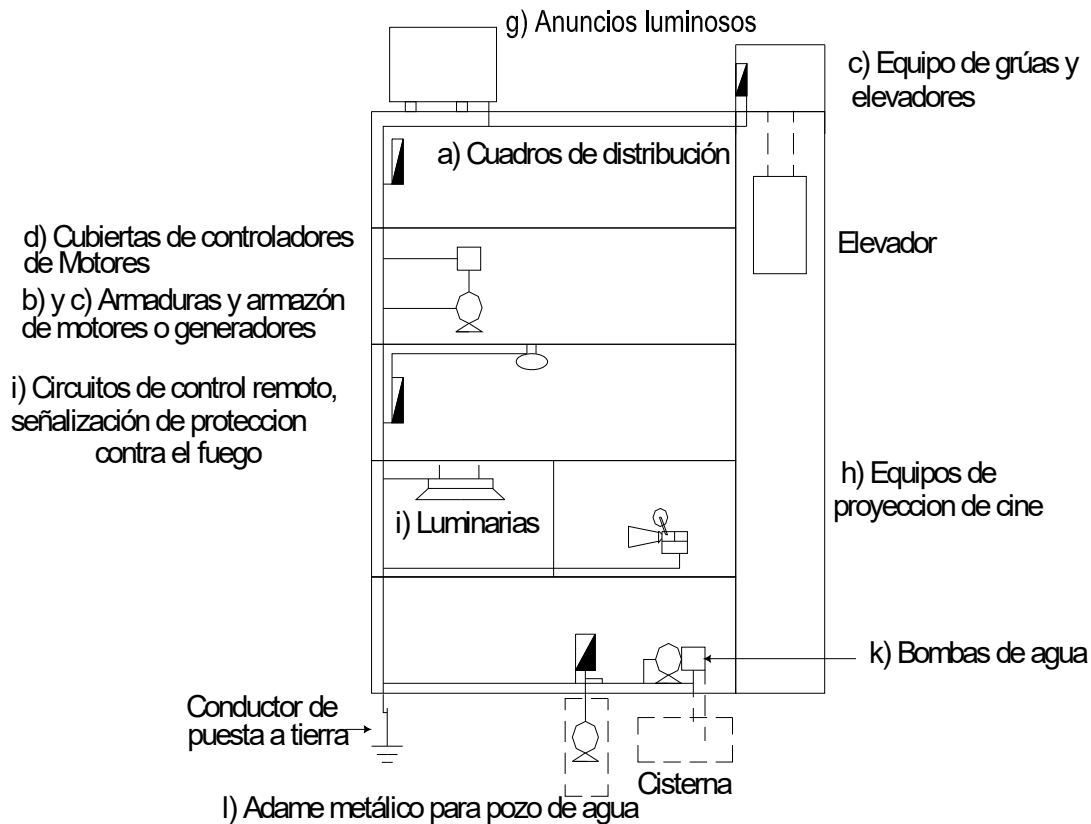 g) Anuncios luminosos
c) Equipo de grúas y
elevadores
a) Cuadros de distribución
d) Cubiertas de controladores
de Motores
Elevador
b) y c) Armaduras y armazón
de motores o generadores
i) Circuitos de control remoto,
señalización de proteccion
contra el fuego
h) Equipos de
proyeccion de cine
i) Luminarias
k) Bombas de agua
Conductor de
puesta a tierra
Cisterna
l) Adame metálico para pozo de agua